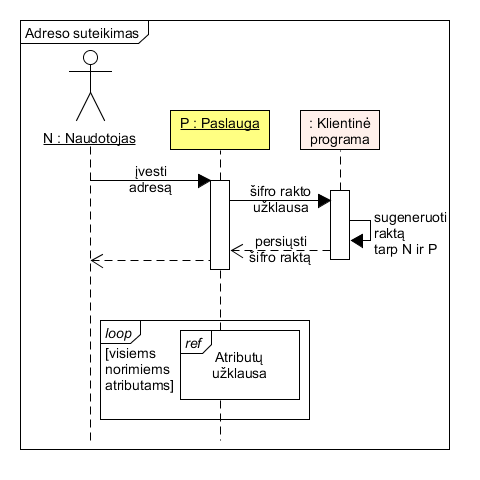 Adreso suteikimas
N : Naudotojas
P : Paslauga
: Klientinė
programa
įvesti
adresą
šifro rakto
užklausa
sugeneruoti
raktą
tarp N ir P
persiųsti
šifro raktą
loop
[visiems
norimiems
atributams]
ref
Atributų
užklausa